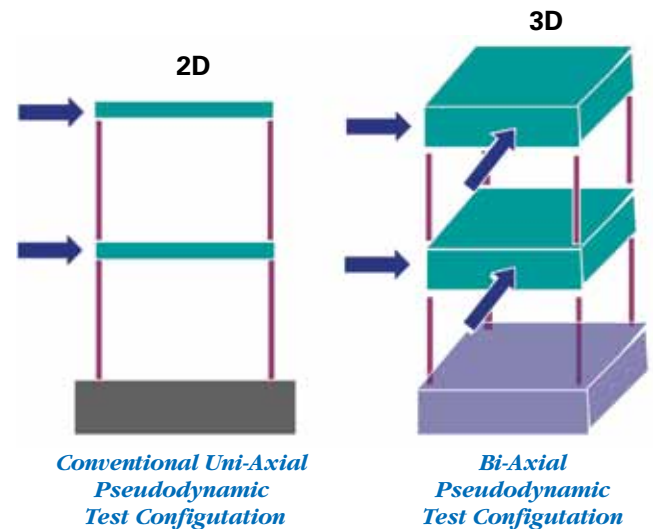 2D
3D
Conventional Uni-Axial
Pseudodynamic
Test Configutation
Bi-Axial
Pseudodynamic
Test Configutation